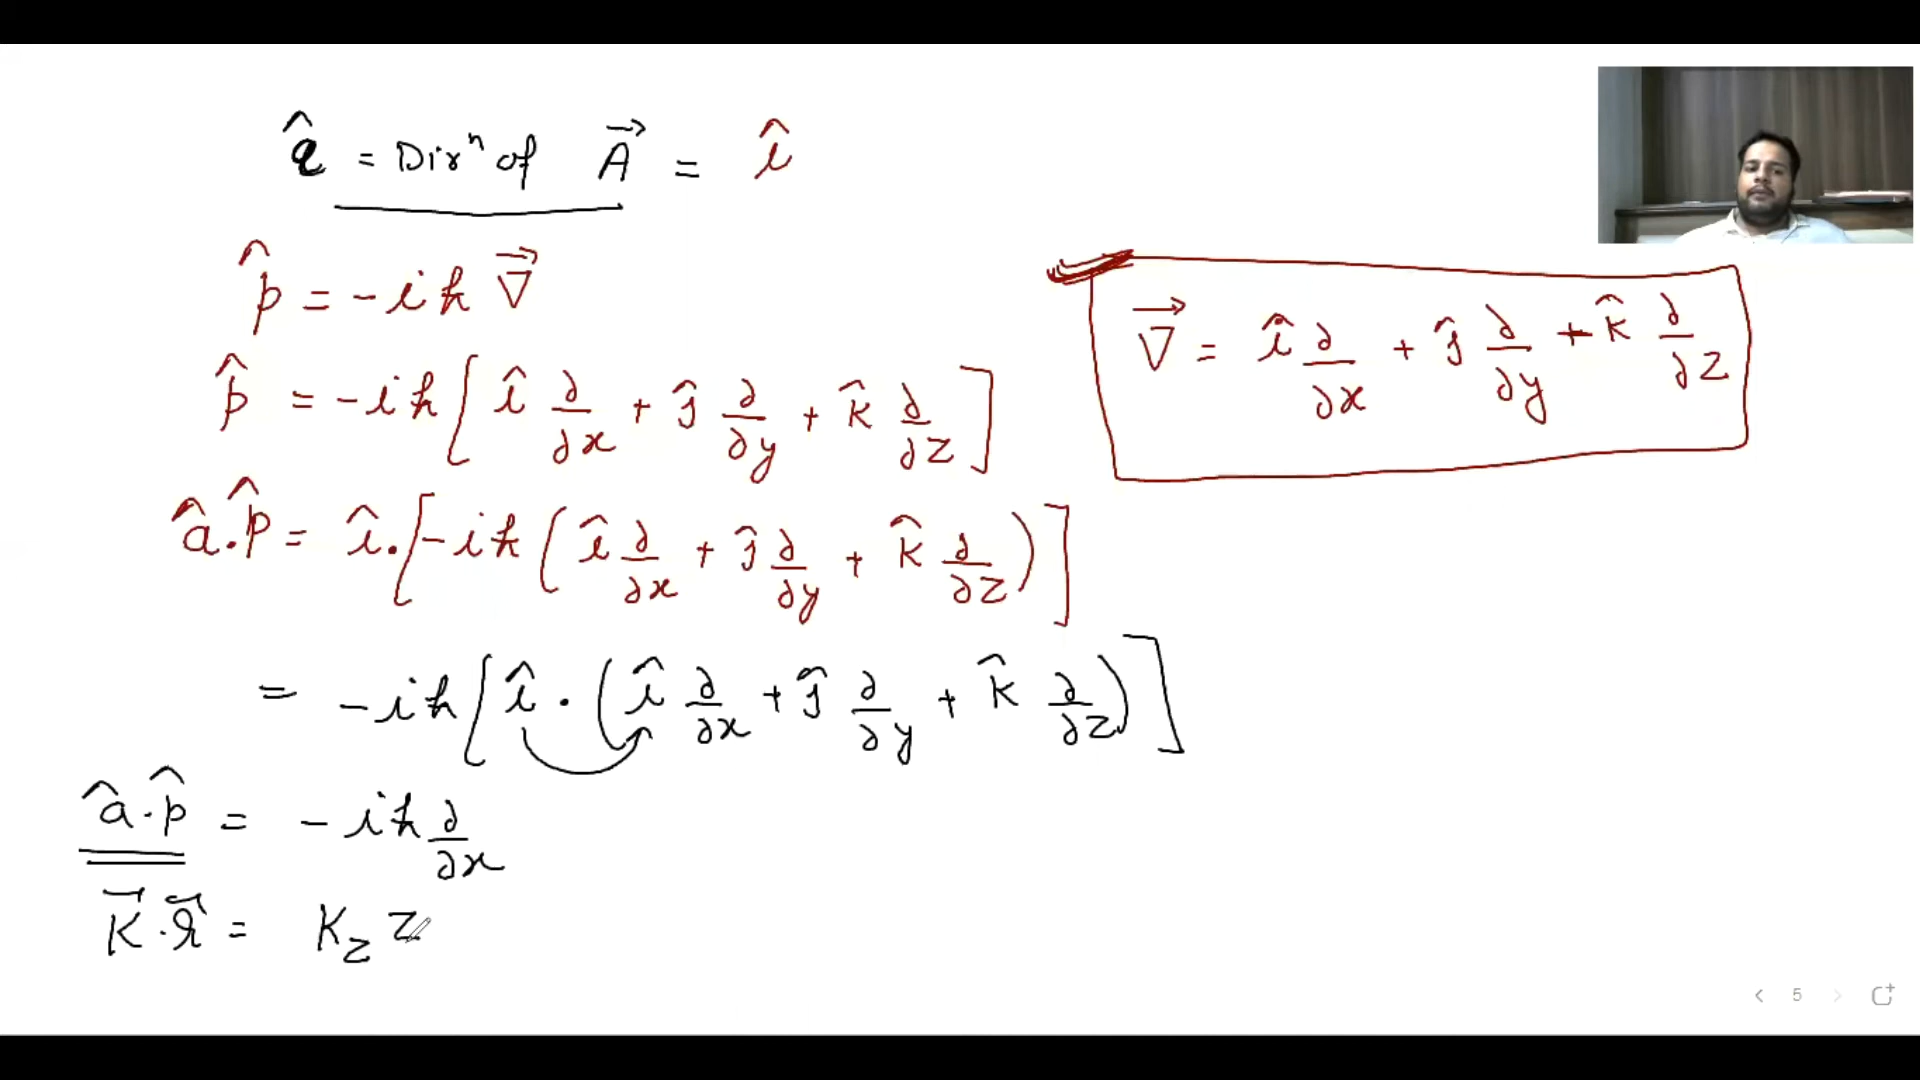 â = Dirⁿ of A⃗ = î
p̂ = -iħ ∇⃗
∇⃗ = î ∂/∂x + ĵ ∂/∂y + k̂ ∂/∂z
p̂ = -iħ [ î ∂/∂x + ĵ ∂/∂y + k̂ ∂/∂z ]
â.p̂ = î.[ -iħ ( î ∂/∂x + ĵ ∂/∂y + k̂ ∂/∂z ) ]
= -iħ [ î . ( î ∂/∂x + ĵ ∂/∂y + k̂ ∂/∂z ) ]
â.p̂ = -iħ ∂/∂x
K⃗.r⃗ = K_z z
5